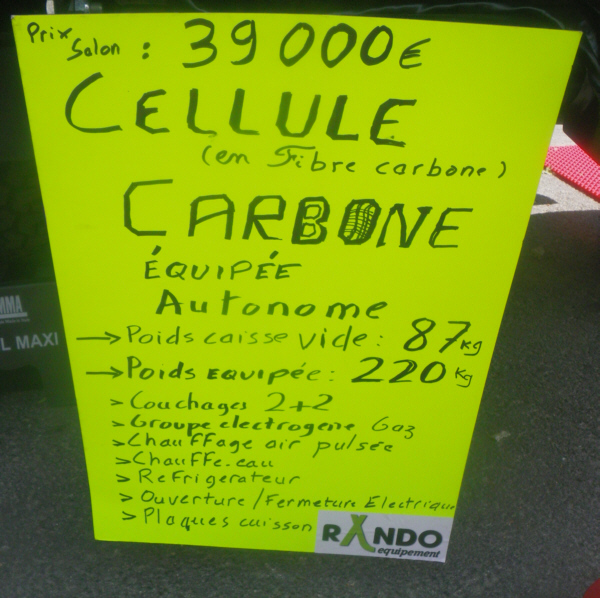 Prix Salon : 39 000€
CELLULE
(en Fibre carbone)
CARBONE
ÉQUIPÉE
Autonome
→ Poids caisse vide : 87 kg
→ Poids EQUIPÉE : 220 kg
> Couchages 2+2
> Groupe electrogene Gaz
> Chauffage air pulsée
> Chauffe.eau
> Refrigerateur
> Ouverture/Fermeture Electrique
> Plaques cuisson
RANDO
equipement
MMA
L MAXI